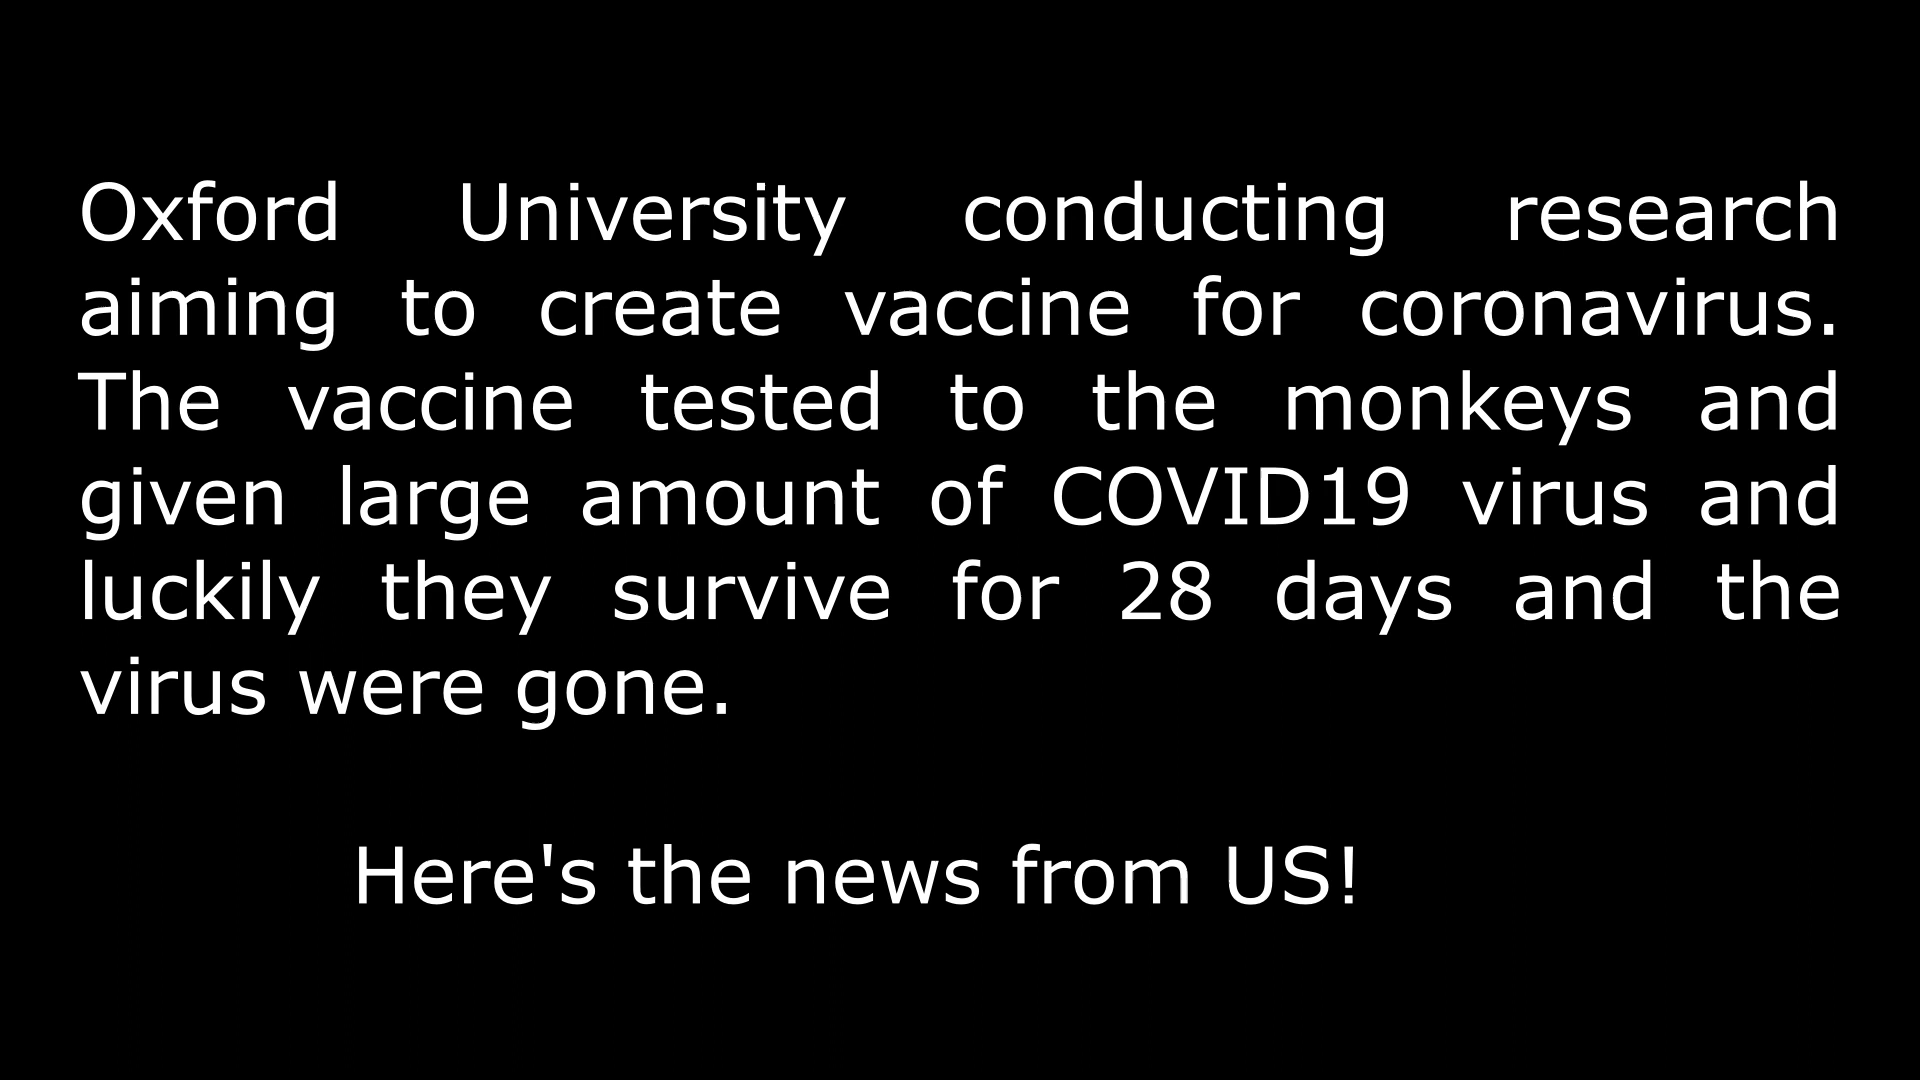 Oxford University conducting research
aiming to create vaccine for coronavirus.
The vaccine tested to the monkeys and
given large amount of COVID19 virus and
luckily they survive for 28 days and the
virus were gone.
Here's the news from US!